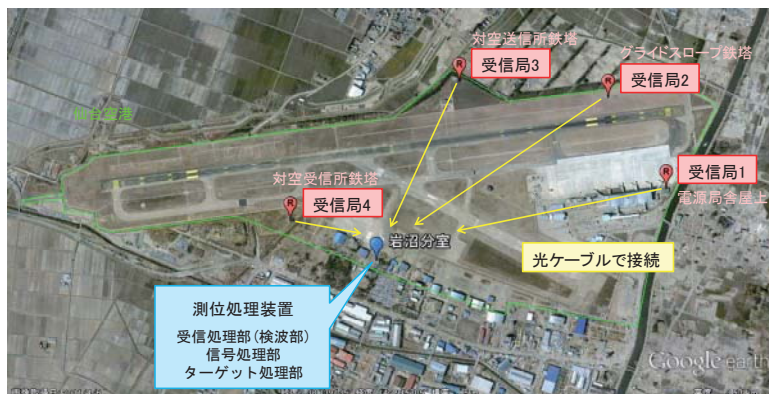 対空送信所鉄塔
受信局3
グライドスロープ鉄塔
受信局2
仙台空港
対空受信所鉄塔
受信局4
受信局1
電源局舎屋上
岩沼分室
光ケーブルで接続
測位処理装置
受信処理部(検波部)
信号処理部
ターゲット処理部
Google earth